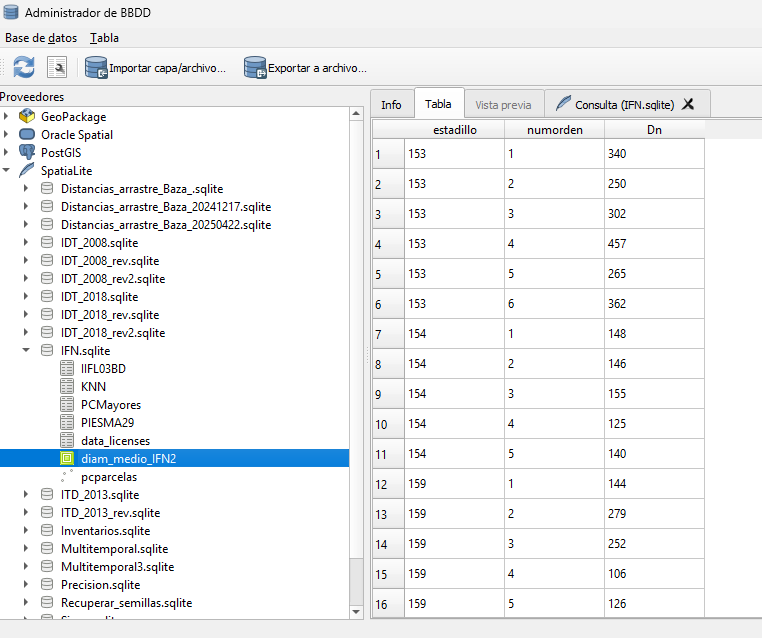 Administrador de BBDD
Base de datos Tabla
Importar capa/archivo... Exportar a archivo...
Proveedores
GeoPackage
Oracle Spatial
PostGIS
SpatiaLite
Distancias_arrastre_Baza_.sqlite
Distancias_arrastre_Baza_20241217.sqlite
Distancias_arrastre_Baza_20250422.sqlite
IDT_2008.sqlite
IDT_2008_rev.sqlite
IDT_2008_rev2.sqlite
IDT_2018.sqlite
IDT_2018_rev.sqlite
IDT_2018_rev2.sqlite
IFN.sqlite
IIFL03BD
KNN
PCMayores
PIESMA29
data_licenses
diam_medio_IFN2
pcparcelas
ITD_2013.sqlite
ITD_2013_rev.sqlite
Inventarios.sqlite
Multitemporal.sqlite
Multitemporal3.sqlite
Precision.sqlite
Recuperar_semillas.sqlite
Info Tabla Vista previa Consulta (IFN.sqlite)
estadillo numorden Dn
1 153 1 340
2 153 2 250
3 153 3 302
4 153 4 457
5 153 5 265
6 153 6 362
7 154 1 148
8 154 2 146
9 154 3 155
10 154 4 125
11 154 5 140
12 159 1 144
13 159 2 279
14 159 3 252
15 159 4 106
16 159 5 126